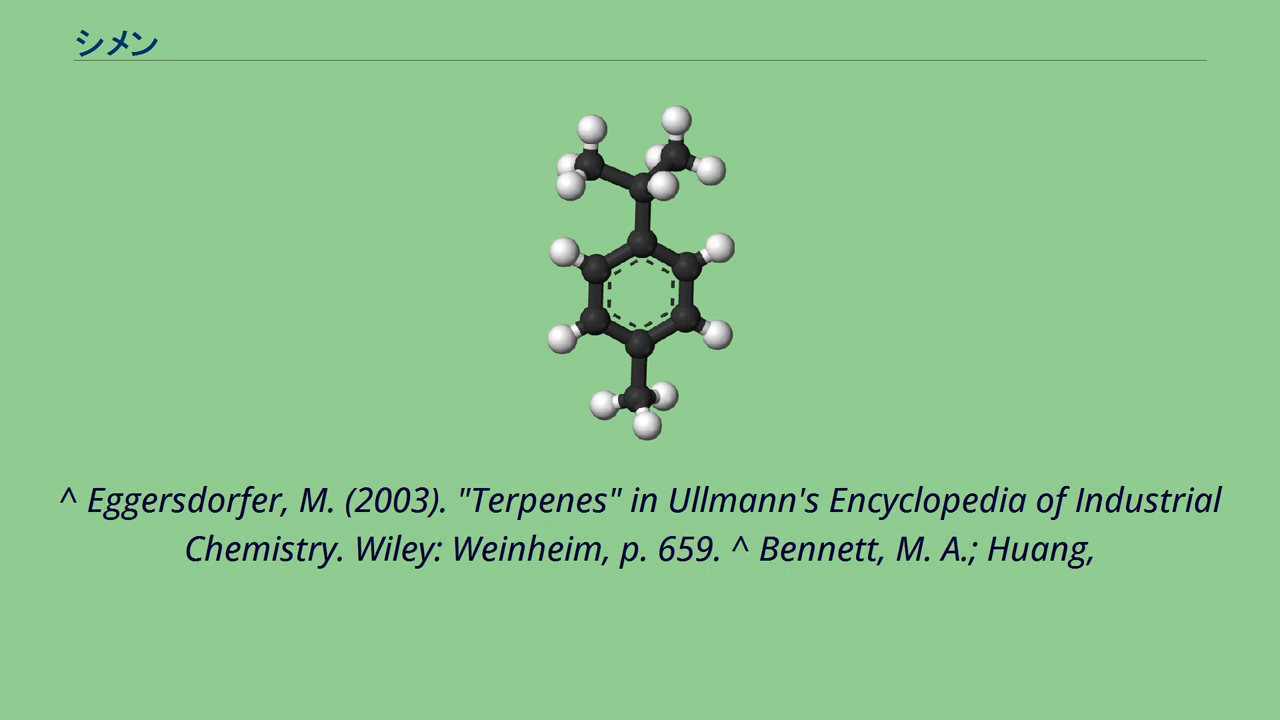 シメン
^ Eggersdorfer, M. (2003). "Terpenes" in Ullmann's Encyclopedia of Industrial
Chemistry. Wiley: Weinheim, p. 659. ^ Bennett, M. A.; Huang,